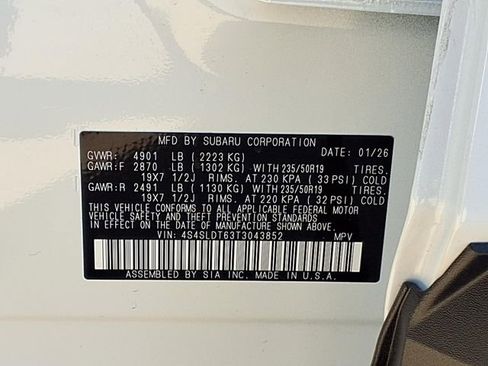 MFD BY SUBARU CORPORATION
GVWR: 4901 LB ( 2223 KG) DATE: 01/26
GAWR:F 2870 LB ( 1302 KG) WITH 235/50R19 TIRES.
19X7 1/2J RIMS. AT 230 KPA ( 33 PSI) COLD.
GAWR:R 2491 LB ( 1130 KG) WITH 235/50R19 TIRES.
19X7 1/2J RIMS. AT 220 KPA ( 32 PSI) COLD.
THIS VEHICLE CONFORMS TO ALL APPLICABLE FEDERAL MOTOR
VEHICLE SAFETY AND THEFT PREVENTION STANDARDS
IN EFFECT ON THE DATE OF MANUFACTURE SHOWN ABOVE.
VIN: 4S4SLDT63T3043852 MPV
ASSEMBLED BY SIA INC. MADE IN U.S.A.